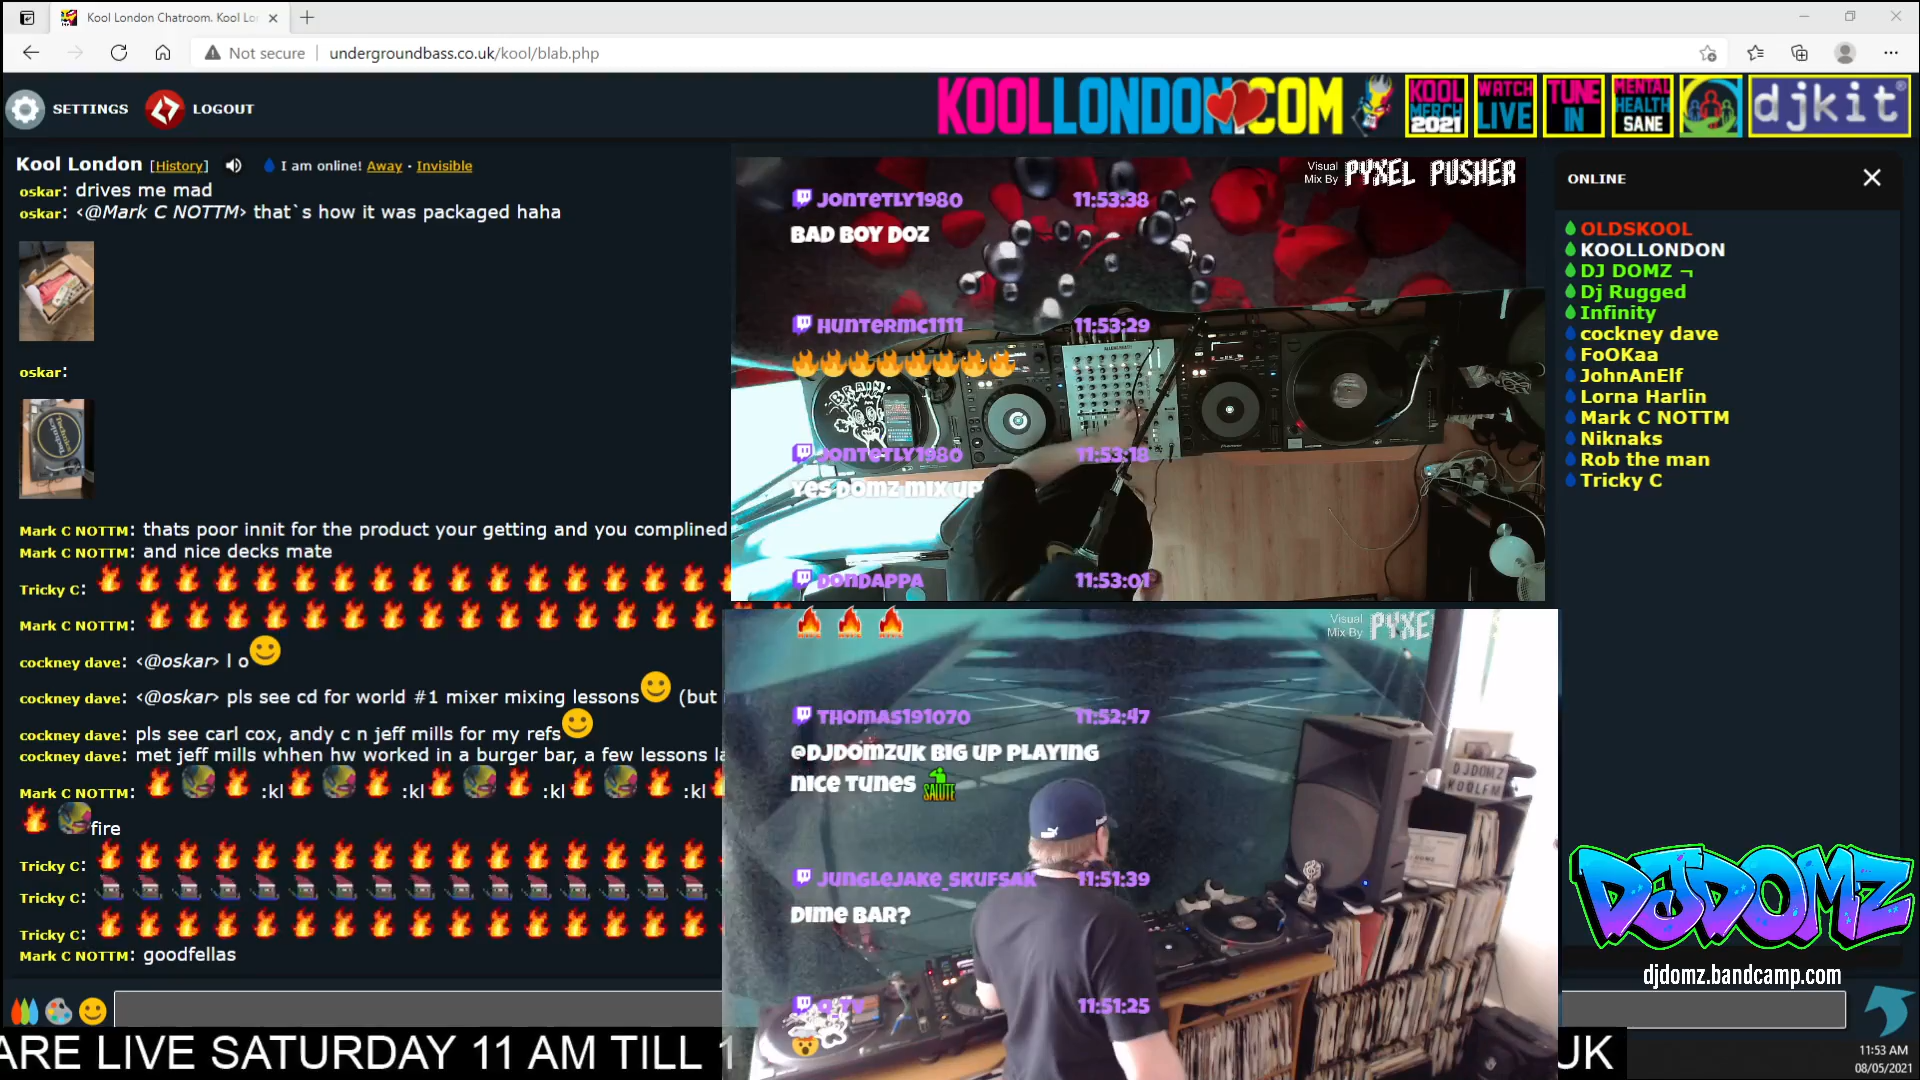 Kool London Chatroom. Kool Lo
Not secure
undergroundbass.co.uk/kool/blab.php
SETTINGS
LOGOUT
KOOLLONDON.COM
KOOL MERCH 2021
WATCH LIVE
TUNE IN
MENTAL HEALTH SANE
djkit
Kool London [History] I am online! Away · Invisible
oskar: drives me mad
oskar: <@Mark C NOTTM> that`s how it was packaged haha
oskar:
Mark C NOTTM: thats poor innit for the product your getting and you complined
Mark C NOTTM: and nice decks mate
Tricky C:
Mark C NOTTM:
cockney dave: <@oskar> l o
cockney dave: <@oskar> pls see cd for world #1 mixer mixing lessons (but
cockney dave: pls see carl cox, andy c n jeff mills for my refs
cockney dave: met jeff mills whhen hw worked in a burger bar, a few lessons la
Mark C NOTTM: :kl :kl :kl :kl
fire
Tricky C:
Tricky C:
Tricky C:
Mark C NOTTM: goodfellas
Visual Mix By PYXEL PUSHER
JONTETLY1980 11:53:38
BAD BOY DOZ
HUNTERMC1111 11:53:29
BRAIN
JONTETLY1980 11:53:18
Yes DOMZ MIX UP
DONDAPPA 11:53:01
Visual Mix By PYXE
THOMAS191070 11:52:47
@DJDOMZUK BIG UP PLAYING
NICE TUNES SALUTE
JUNGLEJAKE_SKUFSAK 11:51:39
DIME BAR?
11:51:25
DJDOMZ
KOOLFM
ONLINE
OLDSKOOL
KOOLLONDON
DJ DOMZ ¬
Dj Rugged
Infinity
cockney dave
FoOKaa
JohnAnElf
Lorna Harlin
Mark C NOTTM
Niknaks
Rob the man
Tricky C
DJDOMZ
djdomz.bandcamp.com
ARE LIVE SATURDAY 11 AM TILL 1
UK
11:53 AM
08/05/2021